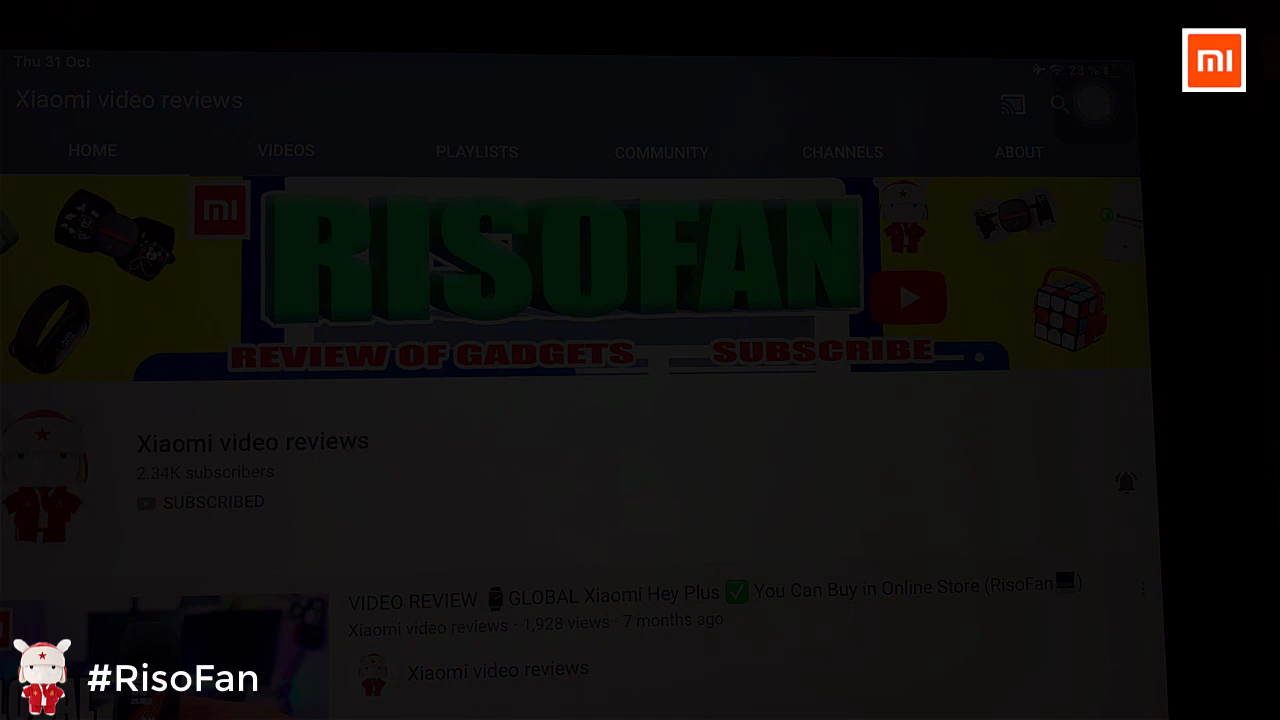 Thu 31 Oct
23 %
Xiaomi video reviews
HOME VIDEOS PLAYLISTS COMMUNITY CHANNELS ABOUT
mi
mi
RISOFAN
REVIEW OF GADGETS SUBSCRIBE
Xiaomi video reviews
2.34K subscribers
SUBSCRIBED
VIDEO REVIEW ⌚GLOBAL Xiaomi Hey Plus ✅ You Can Buy in Online Store (RisoFan💻)
Xiaomi video reviews · 1,928 views · 7 months ago
Xiaomi video reviews
#RisoFan